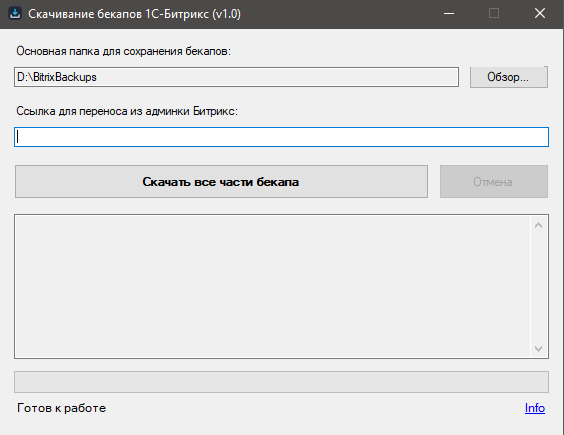 Скачивание бекапов 1С-Битрикс (v1.0)
Основная папка для сохранения бекапов:
D:\BitrixBackups
Обзор...
Ссылка для переноса из админки Битрикс:
Скачать все части бекапа
Отмена
Готов к работе
Info